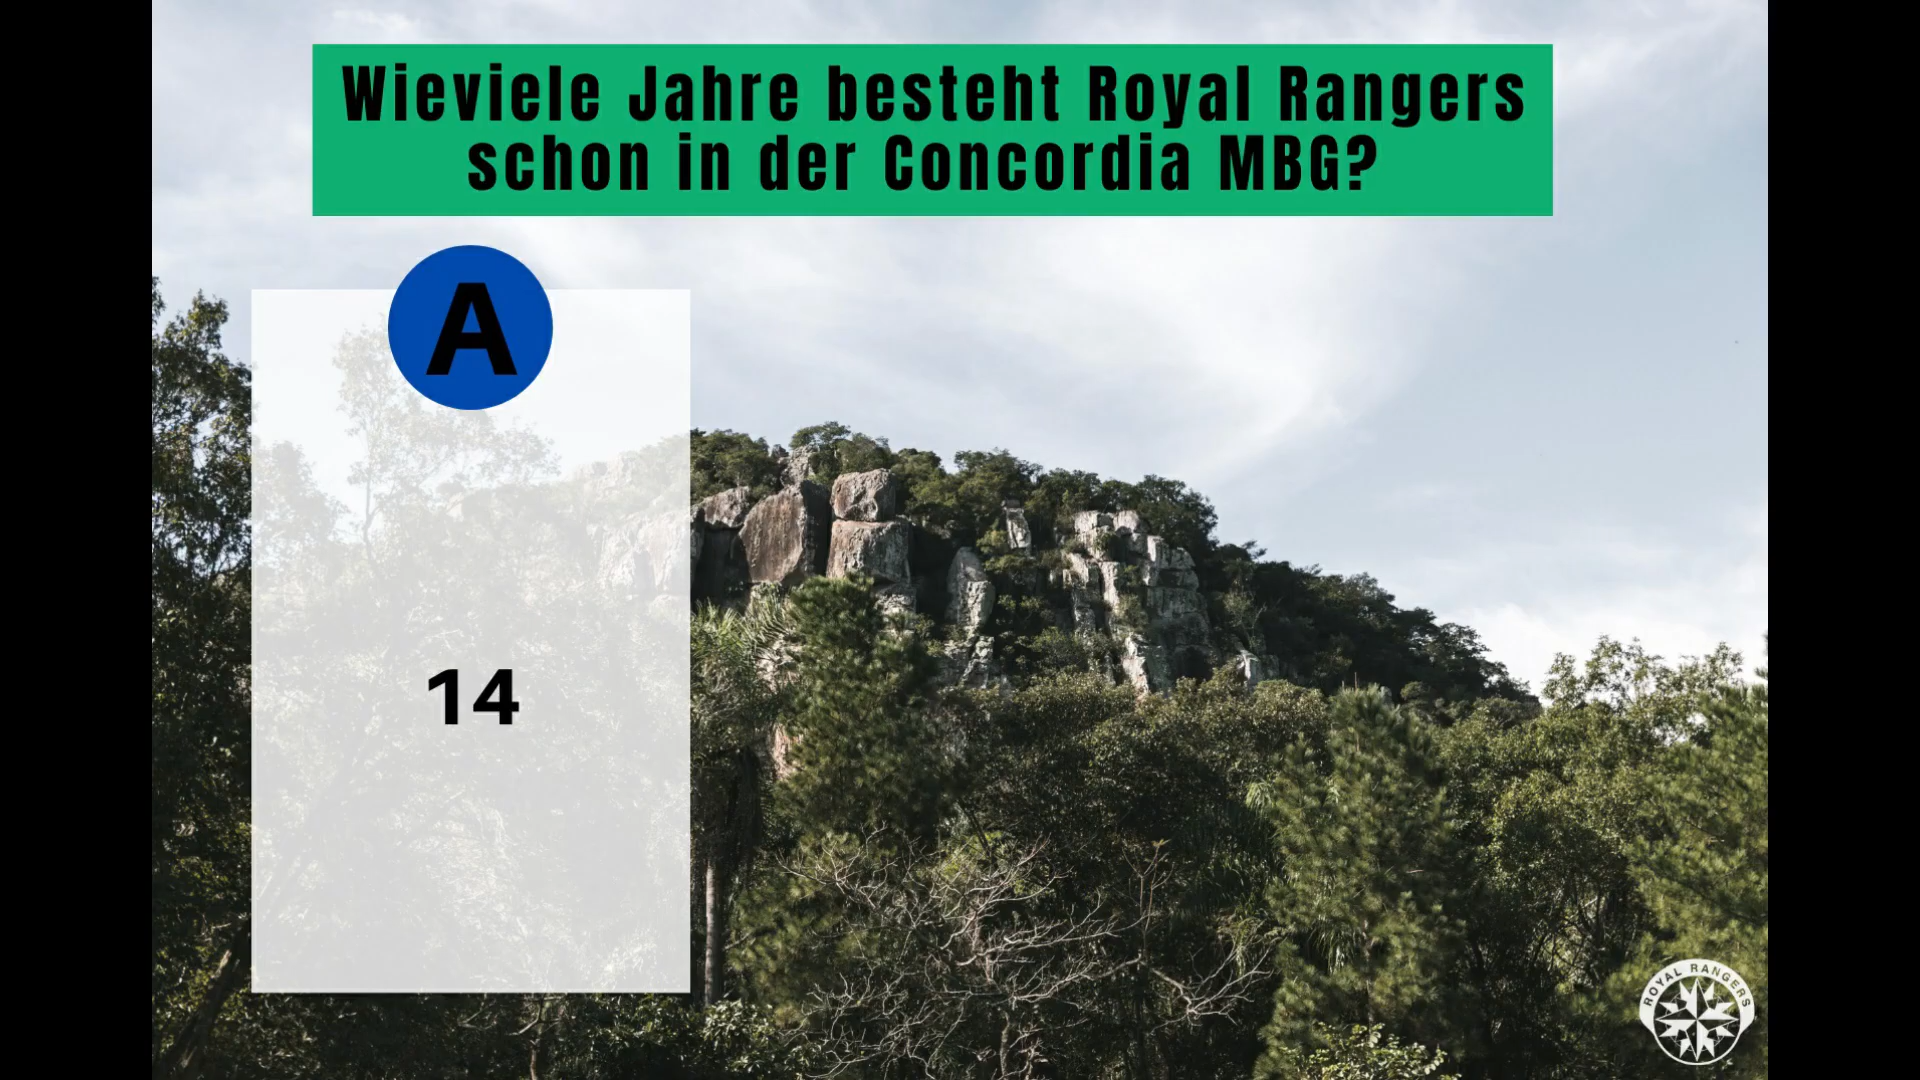 Wieviele Jahre besteht Royal Rangers
schon in der Concordia MBG?
A
14
ROYAL RANGERS